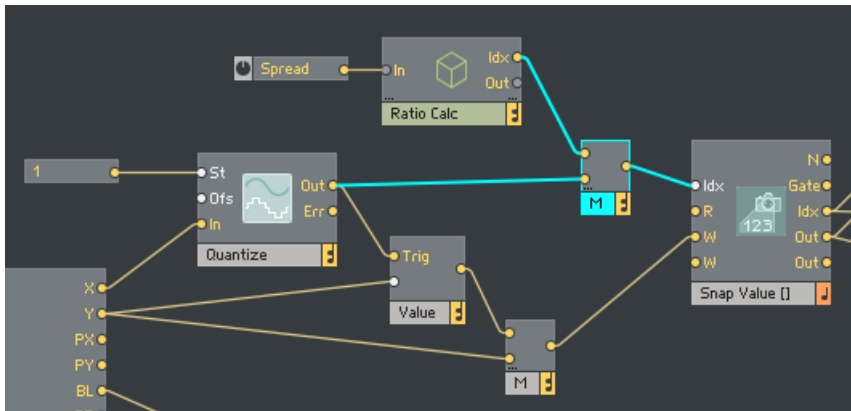 Spread
In
Idx
Out
Ratio Calc
1
St
Ofs
In
Out
Err
Quantize
M
Idx
R
W
W
N
Gate
Idx
Out
Out
123
Snap Value []
Trig
Value
M
X
Y
PX
PY
BL